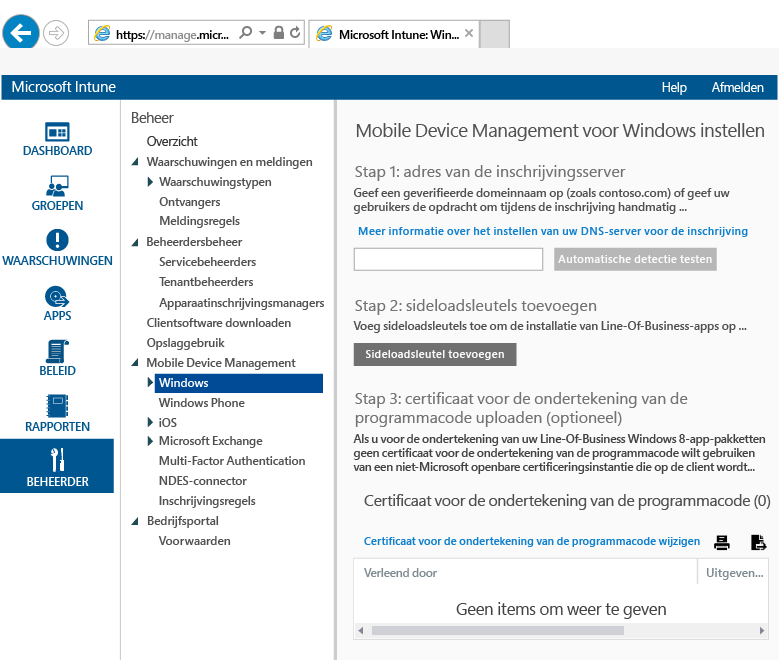 https://manage.micr...
Microsoft Intune: Win...
Microsoft Intune
Help
Afmelden
DASHBOARD
GROEPEN
WAARSCHUWINGEN
APPS
BELEID
RAPPORTEN
BEHEERDER
Beheer
Overzicht
Waarschuwingen en meldingen
Waarschuwingstypen
Ontvangers
Meldingsregels
Beheerdersbeheer
Servicebeheerders
Tenantbeheerders
Apparaatinschrijvingsmanagers
Clientsoftware downloaden
Opslaggebruik
Mobile Device Management
Windows
Windows Phone
iOS
Microsoft Exchange
Multi-Factor Authentication
NDES-connector
Inschrijvingsregels
Bedrijfsportal
Voorwaarden
Mobile Device Management voor Windows instellen
Stap 1: adres van de inschrijvingsserver
Geef een geverifieerde domeinnaam op (zoals contoso.com) of geef uw
gebruikers de opdracht om tijdens de inschrijving handmatig ...
Meer informatie over het instellen van uw DNS-server voor de inschrijving
Automatische detectie testen
Stap 2: sideloadsleutels toevoegen
Voeg sideloadsleutels toe om de installatie van Line-Of-Business-apps op ...
Sideloadsleutel toevoegen
Stap 3: certificaat voor de ondertekening van de
programmacode uploaden (optioneel)
Als u voor de ondertekening van uw Line-Of-Business Windows 8-app-pakketten
geen certificaat voor de ondertekening van de programmacode wilt gebruiken
van een niet-Microsoft openbare certificeringsinstantie die op de client wordt...
Certificaat voor de ondertekening van de programmacode (0)
Certificaat voor de ondertekening van de programmacode wijzigen
Verleend door
Uitgeven...
Geen items om weer te geven